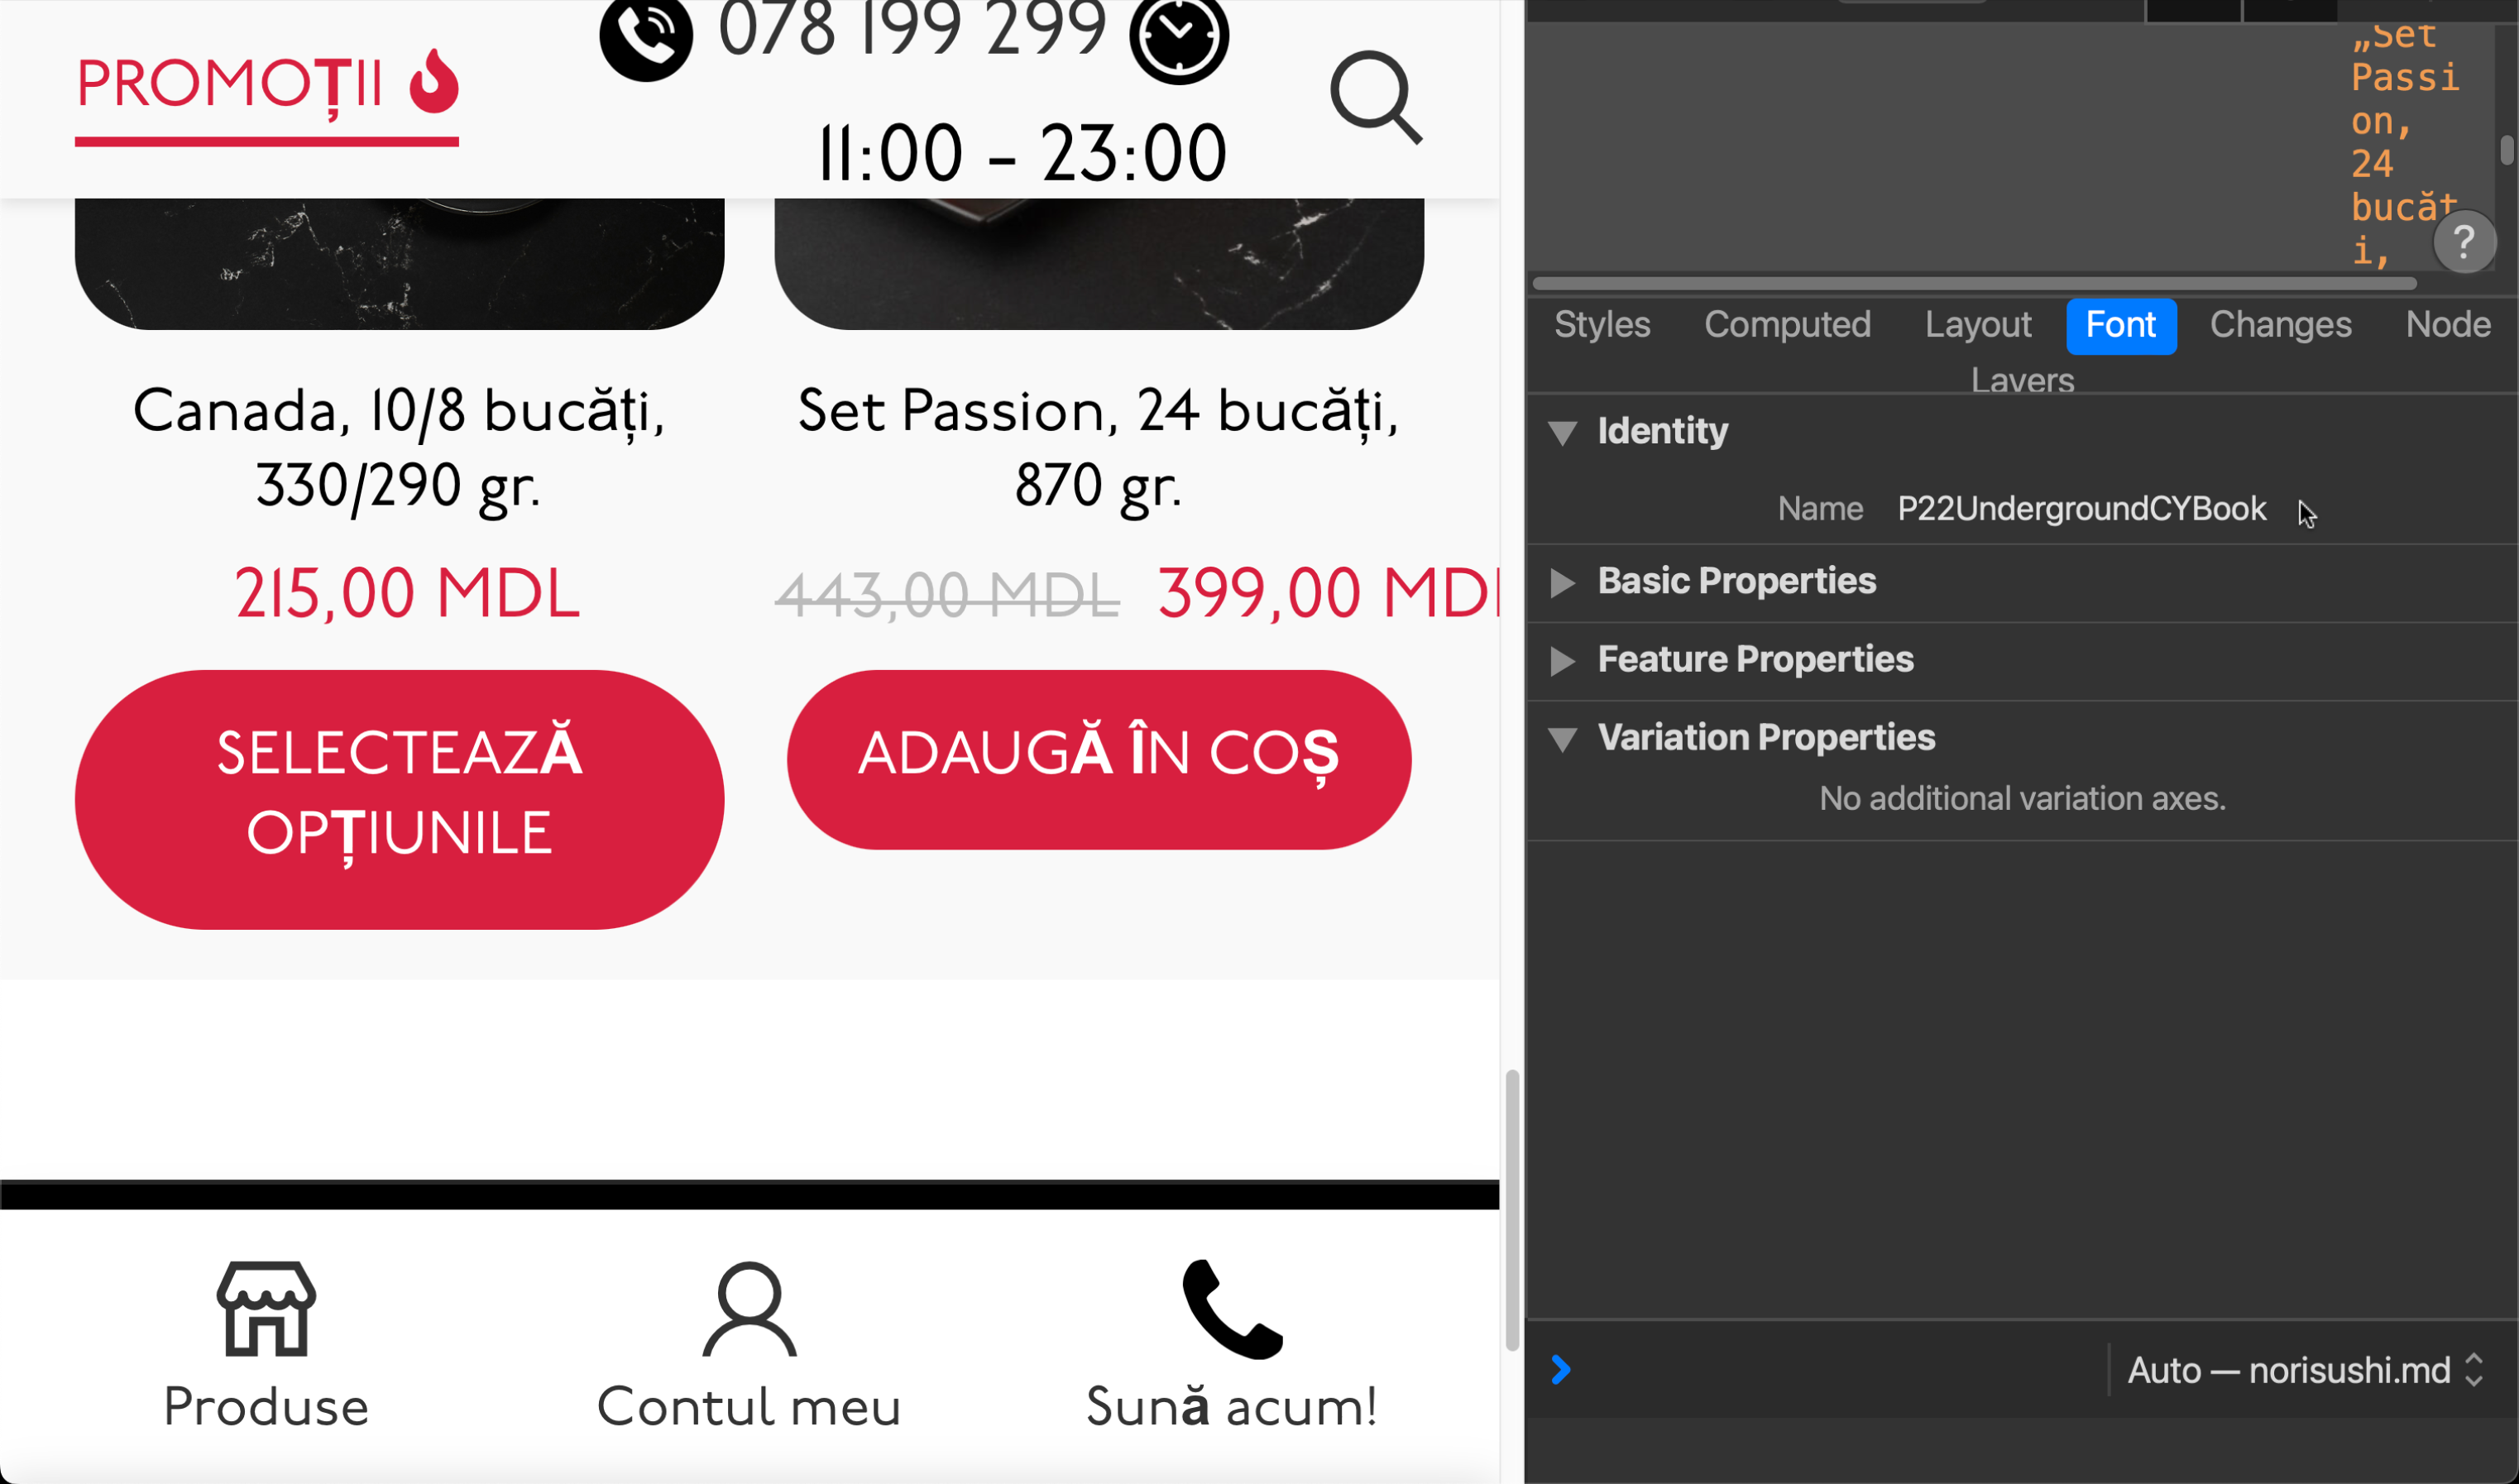 078 199 299
PROMOȚII
11:00 – 23:00
Canada, 10/8 bucăți,
330/290 gr.
215,00 MDL
SELECTEAZĂ
OPȚIUNILE
Set Passion, 24 bucăți,
870 gr.
443,00 MDL 399,00 MDL
ADAUGĂ ÎN COȘ
Produse
Contul meu
Sună acum!
„Set
Passi
on,
24
bucăț
i,
?
Styles Computed Layout Font Changes Node
Layers
Identity
Name P22UndergroundCYBook
Basic Properties
Feature Properties
Variation Properties
No additional variation axes.
Auto — norisushi.md